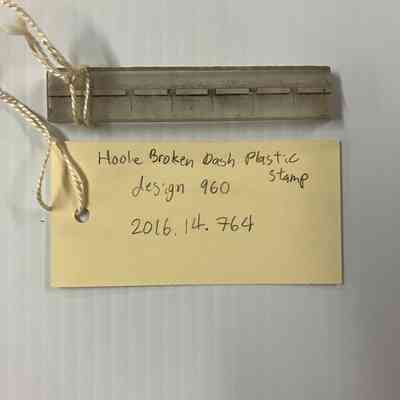 Hoole Broken Dash Plastic
Stamp
design 960
2016.14.764